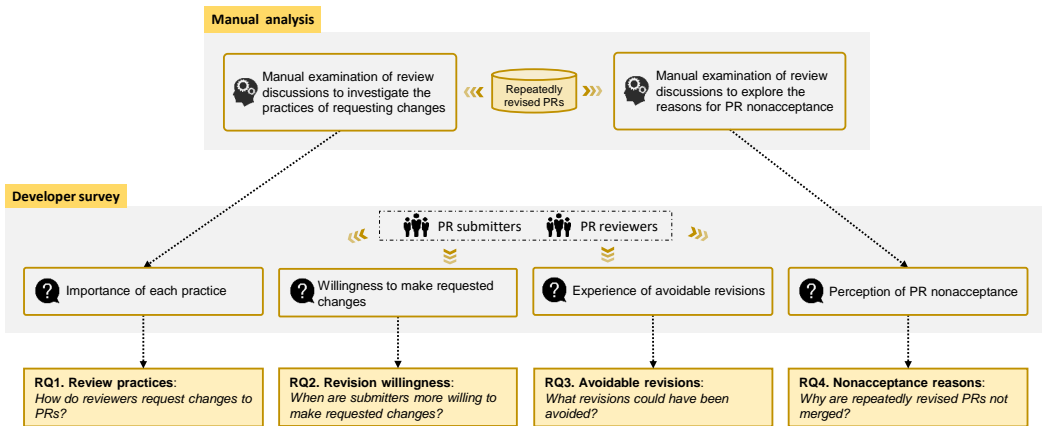 Manual analysis
Manual examination of review
discussions to investigate the
practices of requesting changes
Repeatedly
revised PRs
Manual examination of review
discussions to explore the
reasons for PR nonacceptance
Developer survey
PR submitters
PR reviewers
Importance of each practice
Willingness to make requested
changes
Experience of avoidable revisions
Perception of PR nonacceptance
RQ1. Review practices:
How do reviewers request changes to
PRs?
RQ2. Revision willingness:
When are submitters more willing to
make requested changes?
RQ3. Avoidable revisions:
What revisions could have been
avoided?
RQ4. Nonacceptance reasons:
Why are repeatedly revised PRs not
merged?